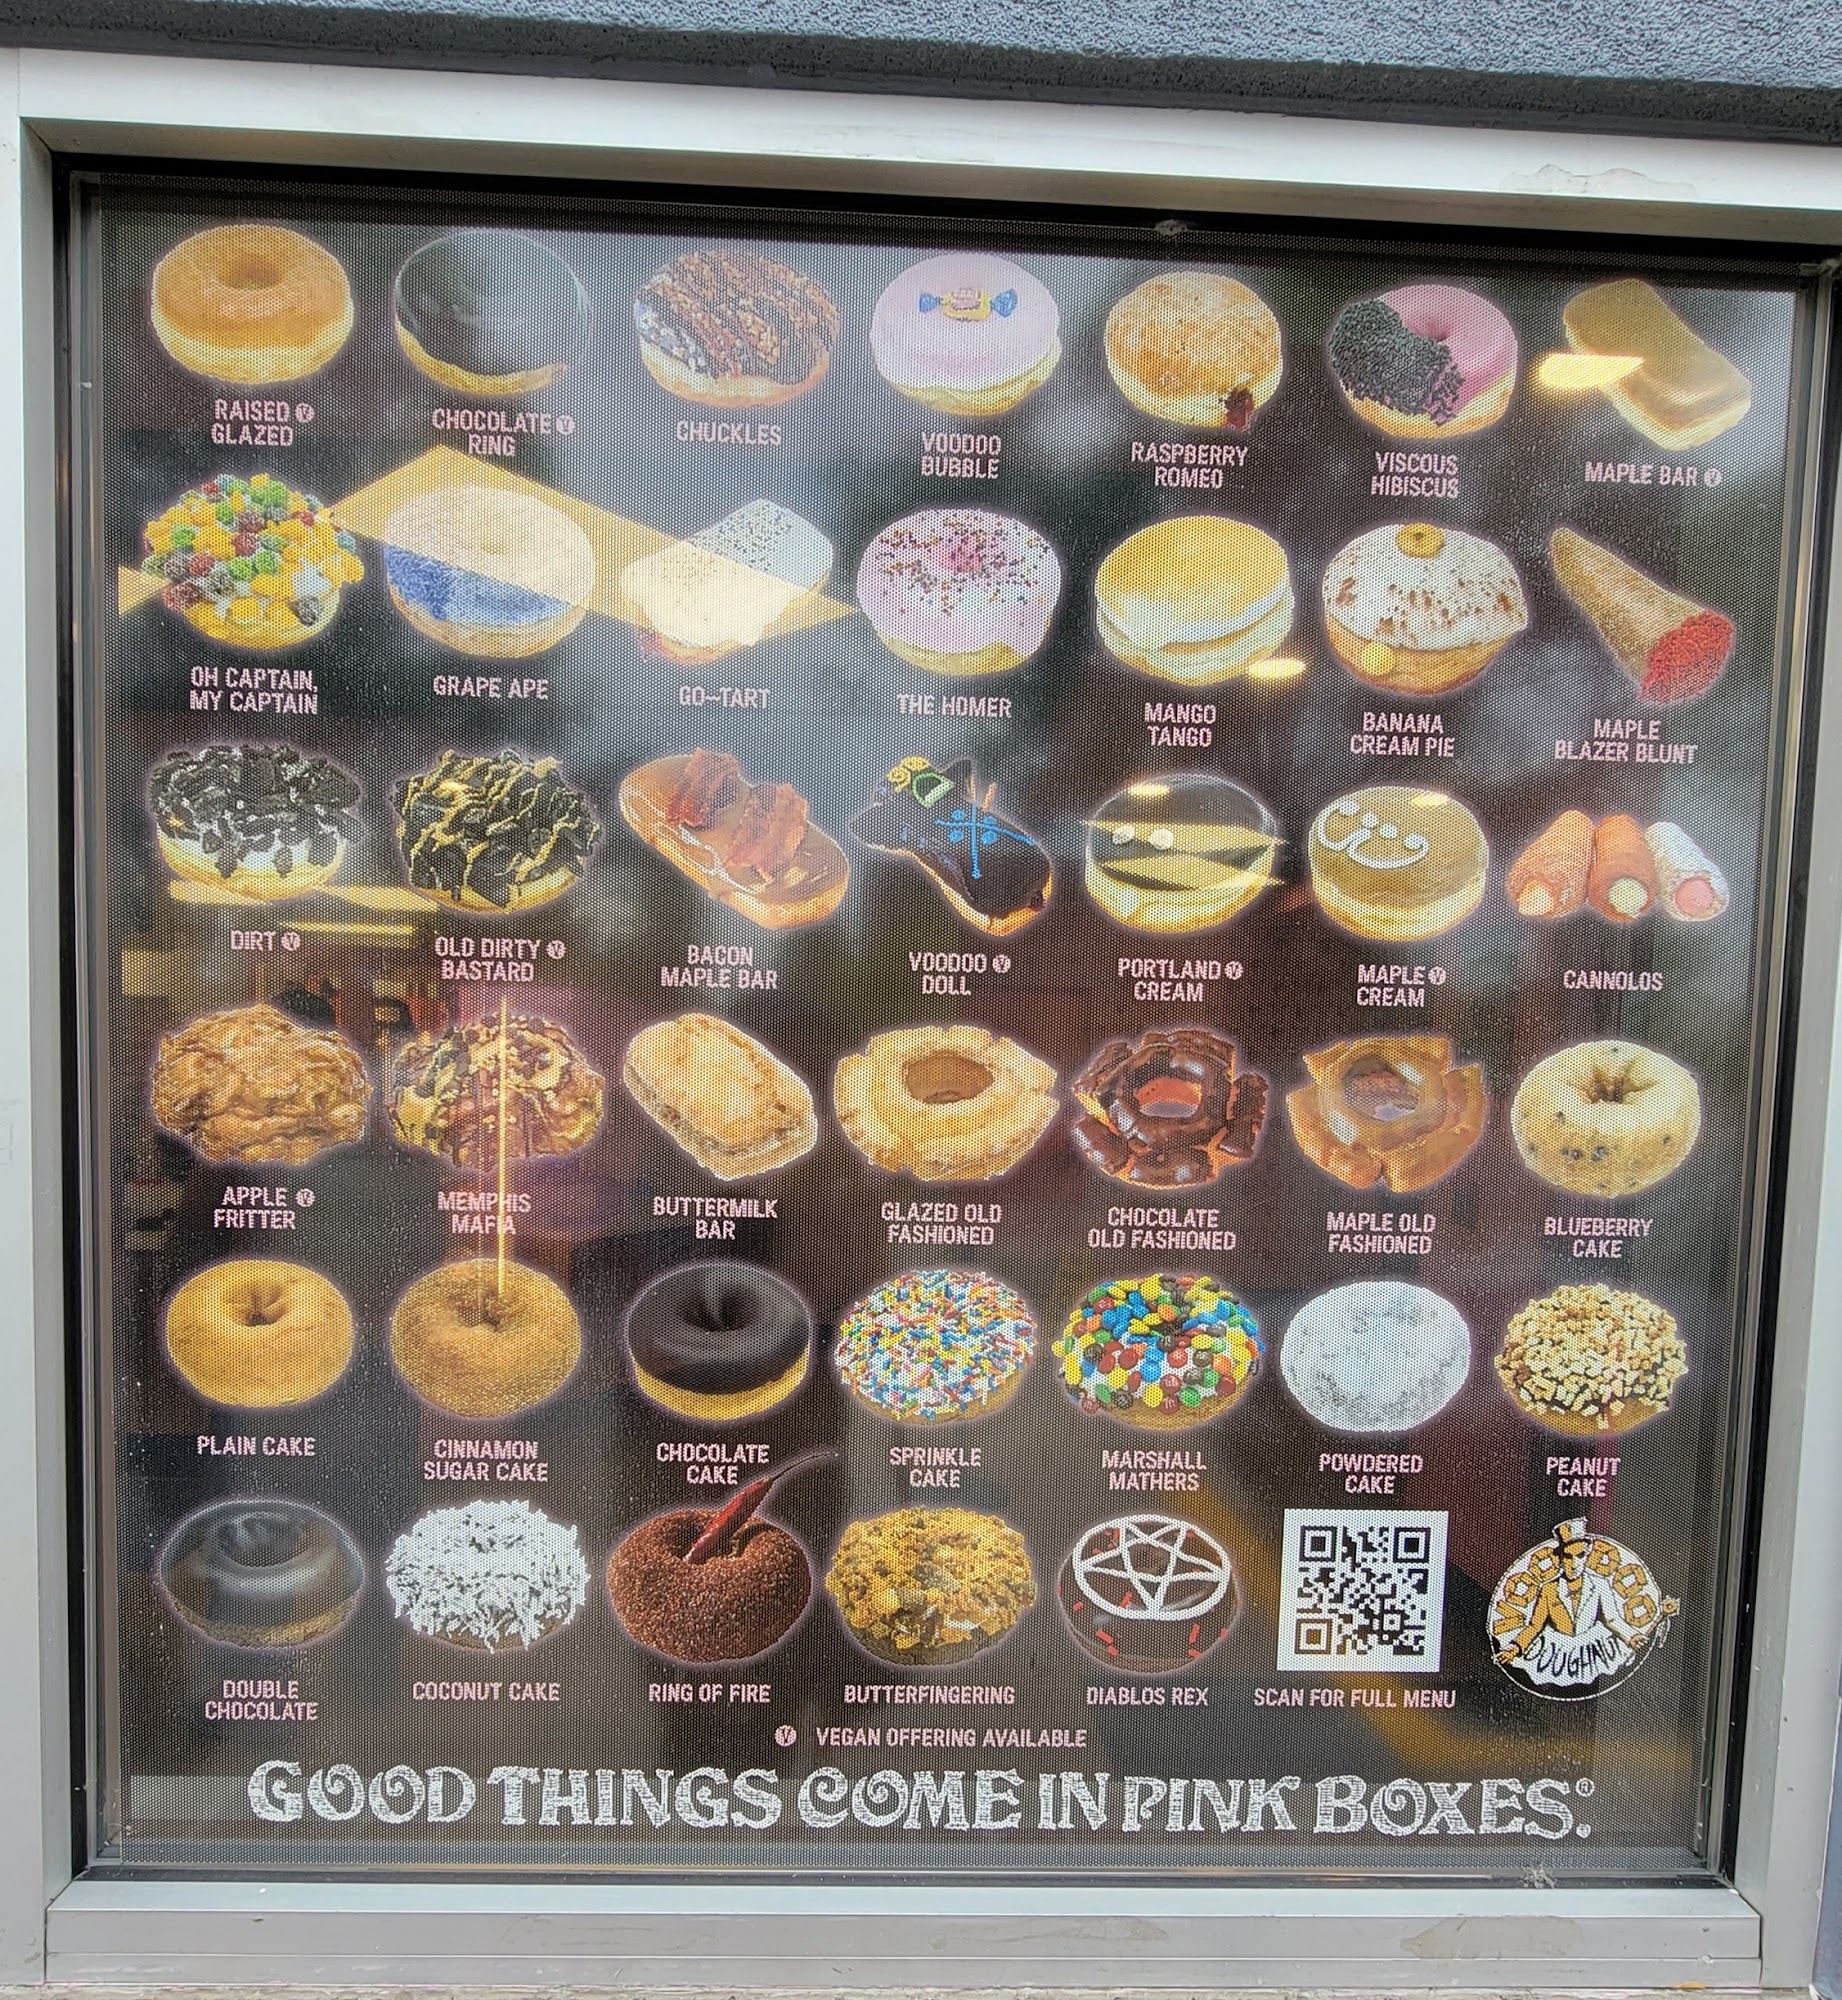 RAISED Ⓥ
GLAZED
CHOCOLATE Ⓥ
RING
CHUCKLES
VOODOO
BUBBLE
RASPBERRY
ROMEO
VISCOUS
HIBISCUS
MAPLE BAR Ⓥ
OH CAPTAIN,
MY CAPTAIN
GRAPE APE
GO-TART
THE HOMER
MANGO
TANGO
BANANA
CREAM PIE
MAPLE
BLAZER BLUNT
DIRT Ⓥ
OLD DIRTY Ⓥ
BASTARD
BACON
MAPLE BAR
VOODOO Ⓥ
DOLL
PORTLAND Ⓥ
CREAM
MAPLE Ⓥ
CREAM
CANNOLOS
APPLE Ⓥ
FRITTER
MEMPHIS
MAFIA
BUTTERMILK
BAR
GLAZED OLD
FASHIONED
CHOCOLATE
OLD FASHIONED
MAPLE OLD
FASHIONED
BLUEBERRY
CAKE
PLAIN CAKE
CINNAMON
SUGAR CAKE
CHOCOLATE
CAKE
SPRINKLE
CAKE
MARSHALL
MATHERS
POWDERED
CAKE
PEANUT
CAKE
DOUBLE
CHOCOLATE
COCONUT CAKE
RING OF FIRE
BUTTERFINGERING
DIABLOS REX
SCAN FOR FULL MENU
VOODOO
DOUGHNUT
Ⓥ VEGAN OFFERING AVAILABLE
GOOD THINGS COME IN PINK BOXES.®